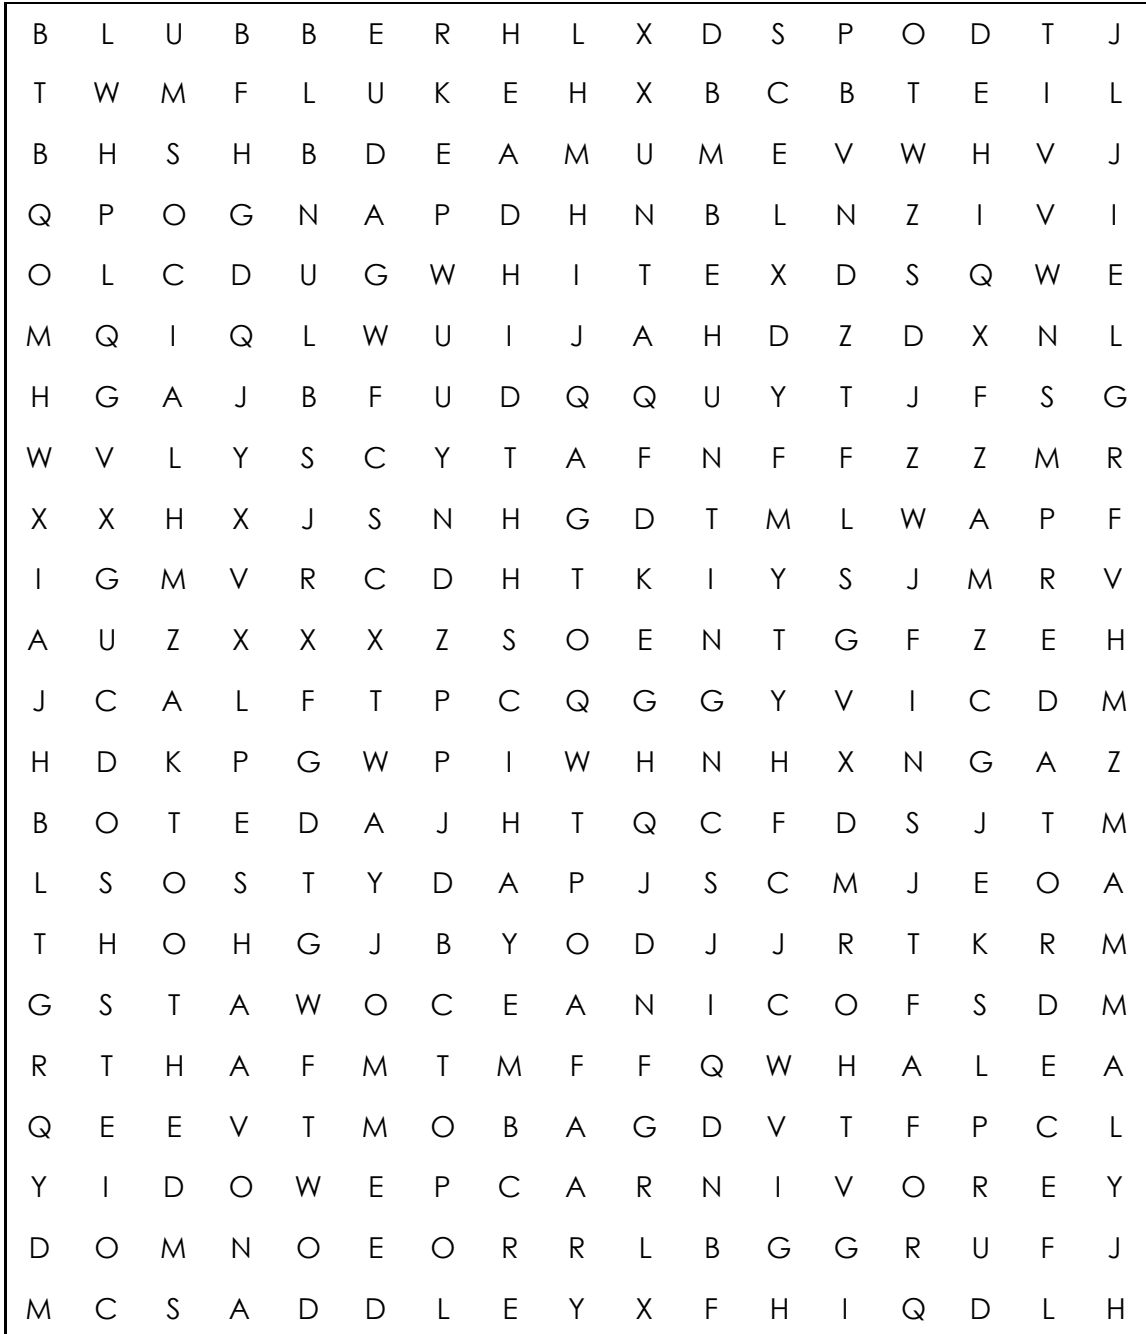 B L U B B E R H L X D S P O D T J
T W M F L U K E H X B C B T E I L
B H S H B D E A M U M E V W H V J
Q P O G N A P D H N B L N Z I V I
O L C D U G W H I T E X D S Q W E
M Q I Q L W U I J A H D Z D X N L
H G A J B F U D Q Q U Y T J F S G
W V L Y S C Y T A F N F F Z Z M R
X X H X J S N H G D T M L W A P F
I G M V R C D H T K I Y S J M R V
A U Z X X X Z S O E N T G F Z E H
J C A L F T P C Q G G Y V I C D M
H D K P G W P I W H N H X N G A Z
B O T E D A J H T Q C F D S J T M
L S O S T Y D A P J S C M J E O A
T H O H G J B Y O D J J R T K R M
G S T A W O C E A N I C O F S D M
R T H A F M T M F F Q W H A L E A
Q E E V T M O B A G D V T F P C L
Y I D O W E P C A R N I V O R E Y
D O M N O E O R R L B G G R U F J
M C S A D D L E Y X F H I Q D L H